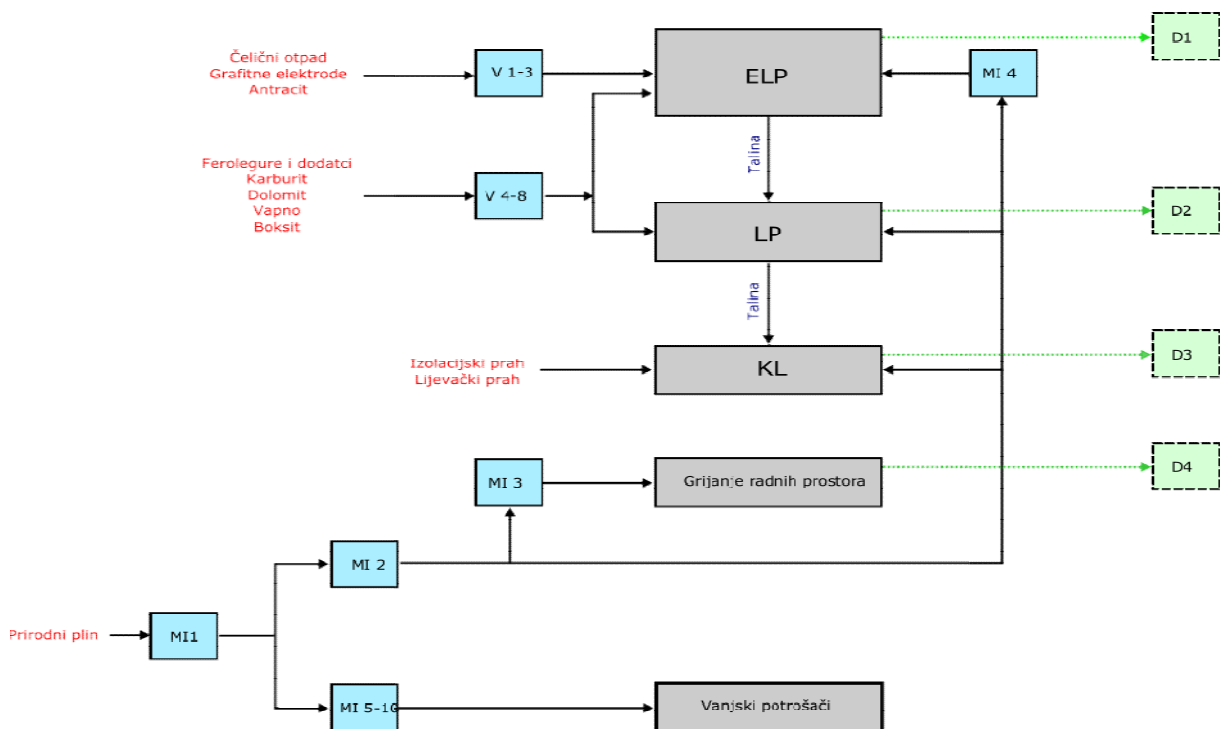 D1
Čelični otpad
Grafitne elektrode
Antracit
V 1-3
ELP
MI 4
Talina
Ferolegure i dodatci
Karburit
Dolomit
Vapno
Boksit
V 4-8
LP
D2
Talina
Izolacijski prah
Lijevački prah
KL
D3
MI 3
Grijanje radnih prostora
D4
MI 2
Prirodni plin
MI1
MI 5-10
Vanjski potrošači